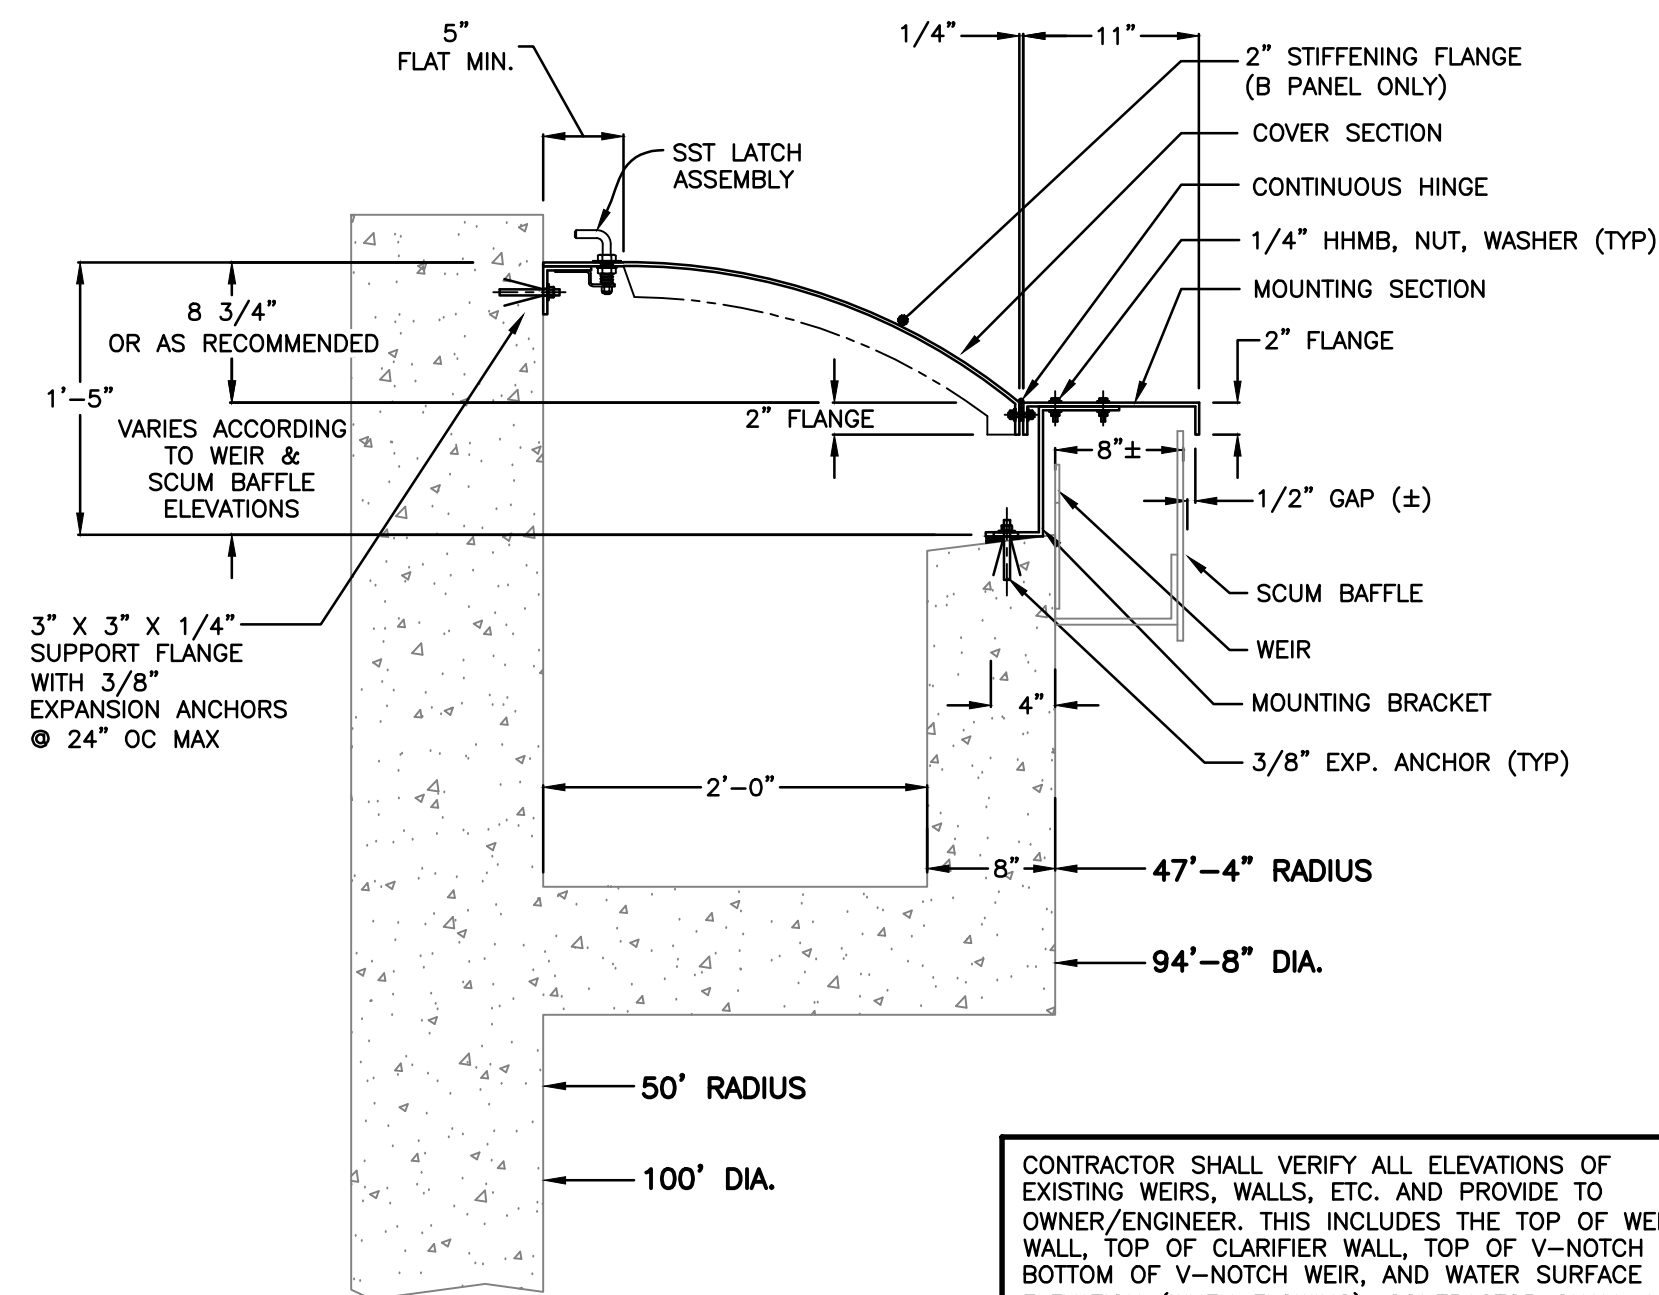 5”
FLAT MIN.
1/4”
11”
2” STIFFENING FLANGE
(B PANEL ONLY)
COVER SECTION
SST LATCH
ASSEMBLY
CONTINUOUS HINGE
1/4” HHMB, NUT, WASHER (TYP)
MOUNTING SECTION
8 3/4”
OR AS RECOMMENDED
2” FLANGE
1’-5”
2” FLANGE
VARIES ACCORDING
TO WEIR &
SCUM BAFFLE
ELEVATIONS
8”±
1/2” GAP (±)
SCUM BAFFLE
3” X 3” X 1/4”
SUPPORT FLANGE
WITH 3/8”
EXPANSION ANCHORS
@ 24” OC MAX
WEIR
4”
MOUNTING BRACKET
3/8” EXP. ANCHOR (TYP)
2’-0”
8”
47’-4” RADIUS
94’-8” DIA.
50’ RADIUS
100’ DIA.
CONTRACTOR SHALL VERIFY ALL ELEVATIONS OF
EXISTING WEIRS, WALLS, ETC. AND PROVIDE TO
OWNER/ENGINEER. THIS INCLUDES THE TOP OF
WALL, TOP OF CLARIFIER WALL, TOP OF V-NOTCH
BOTTOM OF V-NOTCH WEIR, AND WATER SURFACE